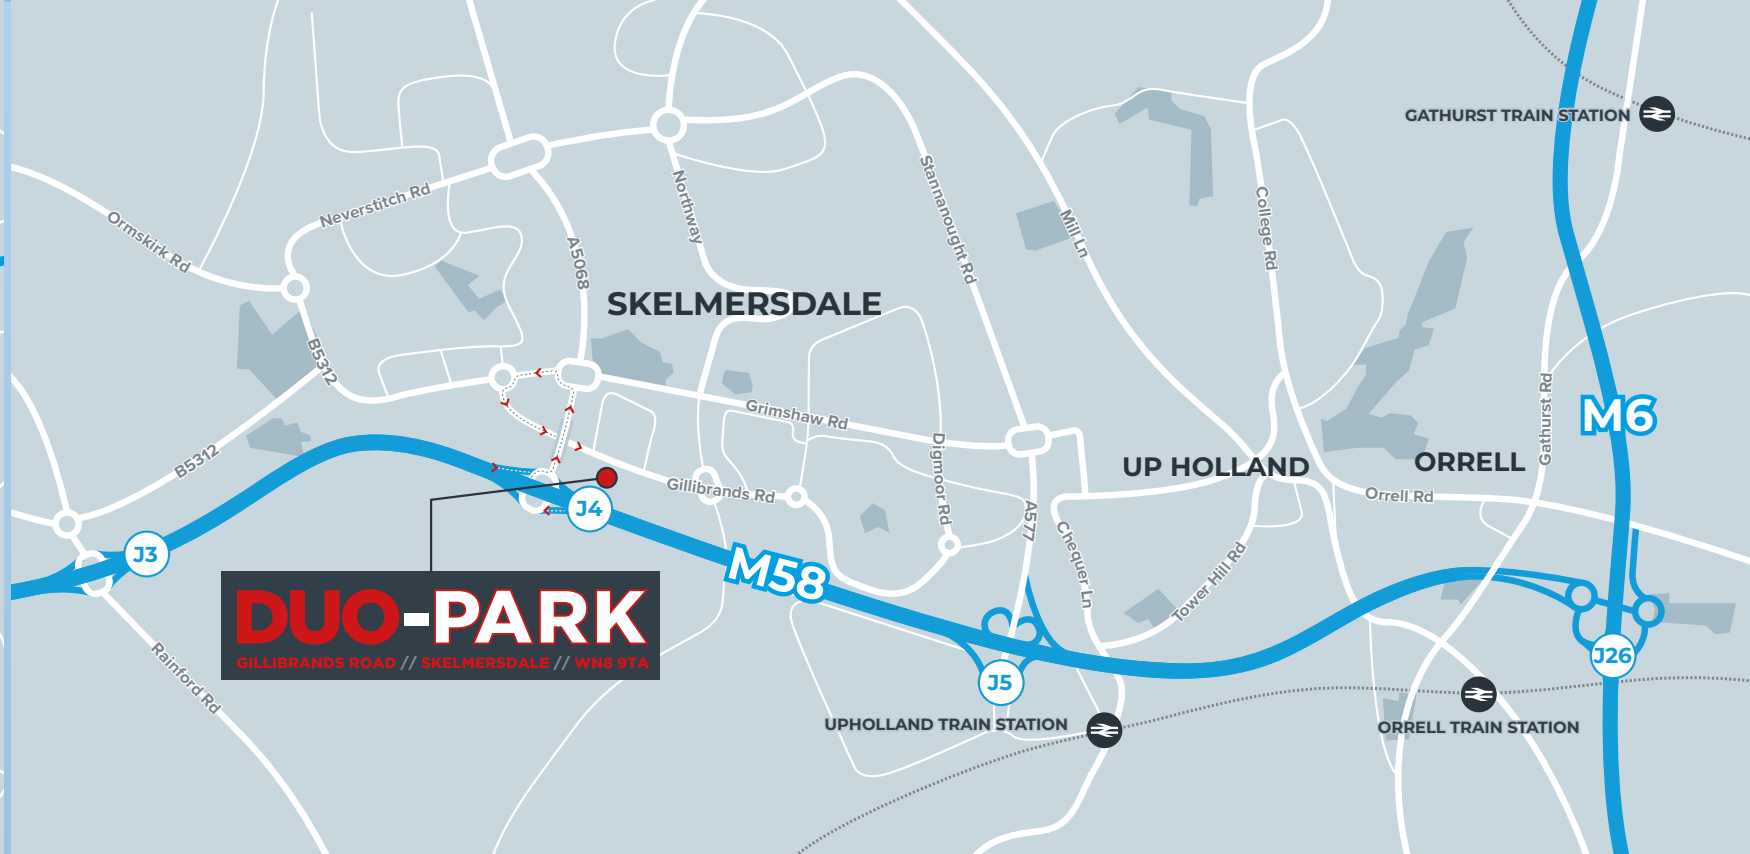 GATHURST TRAIN STATION
Neverstitch Rd
Ormskirk Rd
Northway
Stannanought Rd
Mill Ln
College Rd
A5068
SKELMERSDALE
B5312
Gathurst Rd
M6
Grimshaw Rd
B5312
Digmoor Rd
UP HOLLAND
ORRELL
Gillibrands Rd
Orrell Rd
J4
A577
J3
Chequer Ln
Tower Hill Rd
M58
DUO-PARK
GILLIBRANDS ROAD // SKELMERSDALE // WN8 9TA
Rainford Rd
J26
J5
UPHOLLAND TRAIN STATION
ORRELL TRAIN STATION